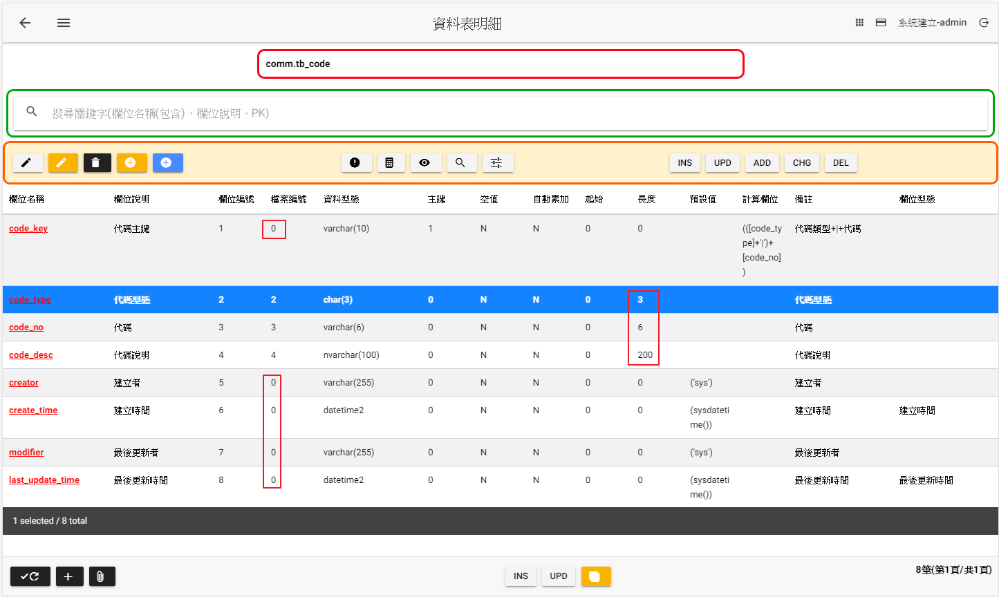 資料表明細
系統建立-admin
comm.tb_code
搜尋關鍵字(欄位名稱(包含)、欄位說明、PK)
INS UPD ADD CHG DEL
欄位名稱 欄位說明 欄位編號 檔案編號 資料型態 主鍵 空值 自動累加 起始 長度 預設值 計算欄位 備註 欄位型態
code_key 代碼主鍵 1 0 varchar(10) 1 N N 0 0 (([code_ty 代碼類型+|+代碼
pe]+'|')+
[code_no]
)
code_type 代碼型態 2 2 char(3) 0 N N 0 3 代碼型態
code_no 代碼 3 3 varchar(6) 0 N N 0 6 代碼
code_desc 代碼說明 4 4 nvarchar(100) 0 N N 0 200 代碼說明
creator 建立者 5 0 varchar(255) 0 N N 0 0 ('sys') 建立者
create_time 建立時間 6 0 datetime2 0 N N 0 0 (sysdateti 建立時間 建立時間
me())
modifier 最後更新者 7 0 varchar(255) 0 N N 0 0 ('sys') 最後更新者
last_update_time 最後更新時間 8 0 datetime2 0 N N 0 0 (sysdateti 最後更新時間 最後更新時間
me())
1 selected / 8 total
INS UPD
8筆(第1頁/共1頁)